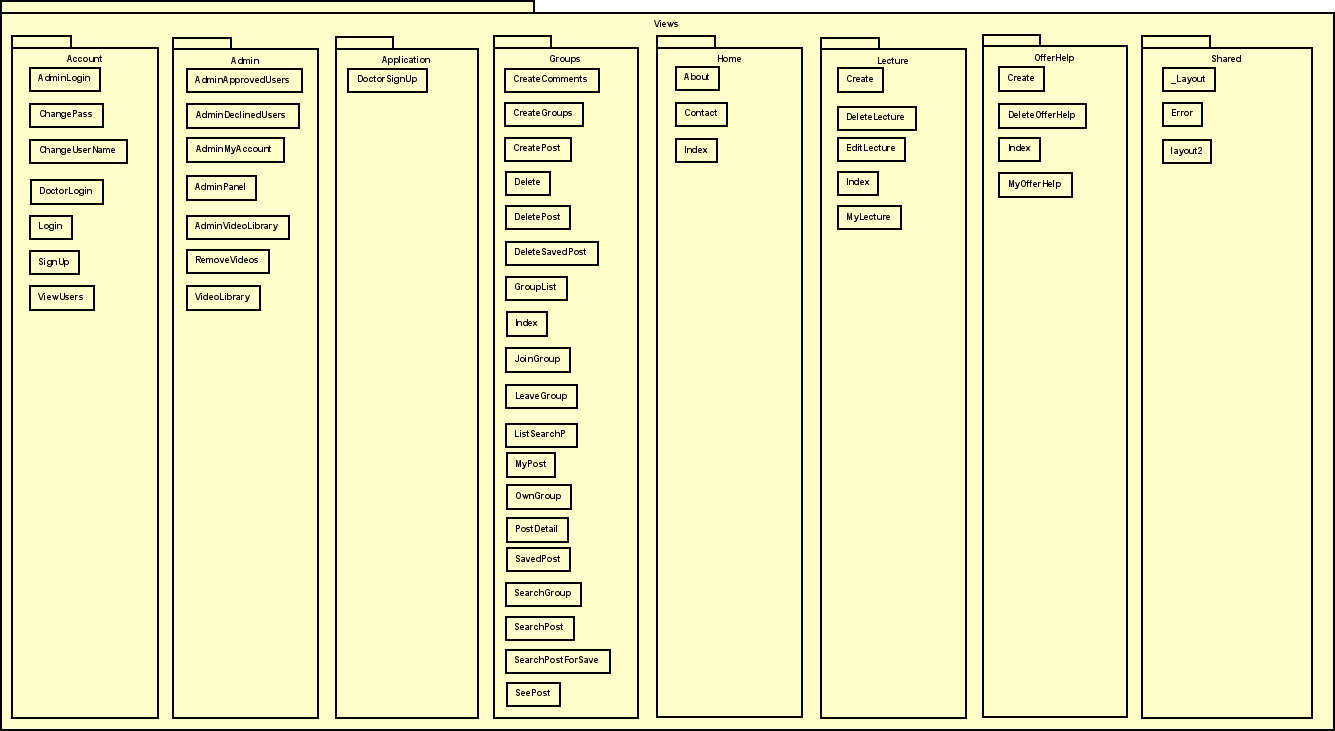 Views
Account
AdminLogin
ChangePass
ChangeUserName
DoctorLogin
Login
SignUp
ViewUsers
Admin
AdminApprovedUsers
AdminDeclinedUsers
AdminMyAccount
AdminPanel
AdminVideoLibrary
RemoveVideos
VideoLibrary
Application
DoctorSignUp
Groups
CreateComments
CreateGroups
CreatePost
Delete
DeletePost
DeleteSavedPost
GroupList
Index
JoinGroup
LeaveGroup
ListSearchP
MyPost
OwnGroup
PostDetail
SavedPost
SearchGroup
SearchPost
SearchPostForSave
SeePost
Home
About
Contact
Index
Lecture
Create
DeleteLecture
EditLecture
Index
MyLecture
OfferHelp
Create
DeleteOfferHelp
Index
MyOfferHelp
Shared
_Layout
Error
layout2